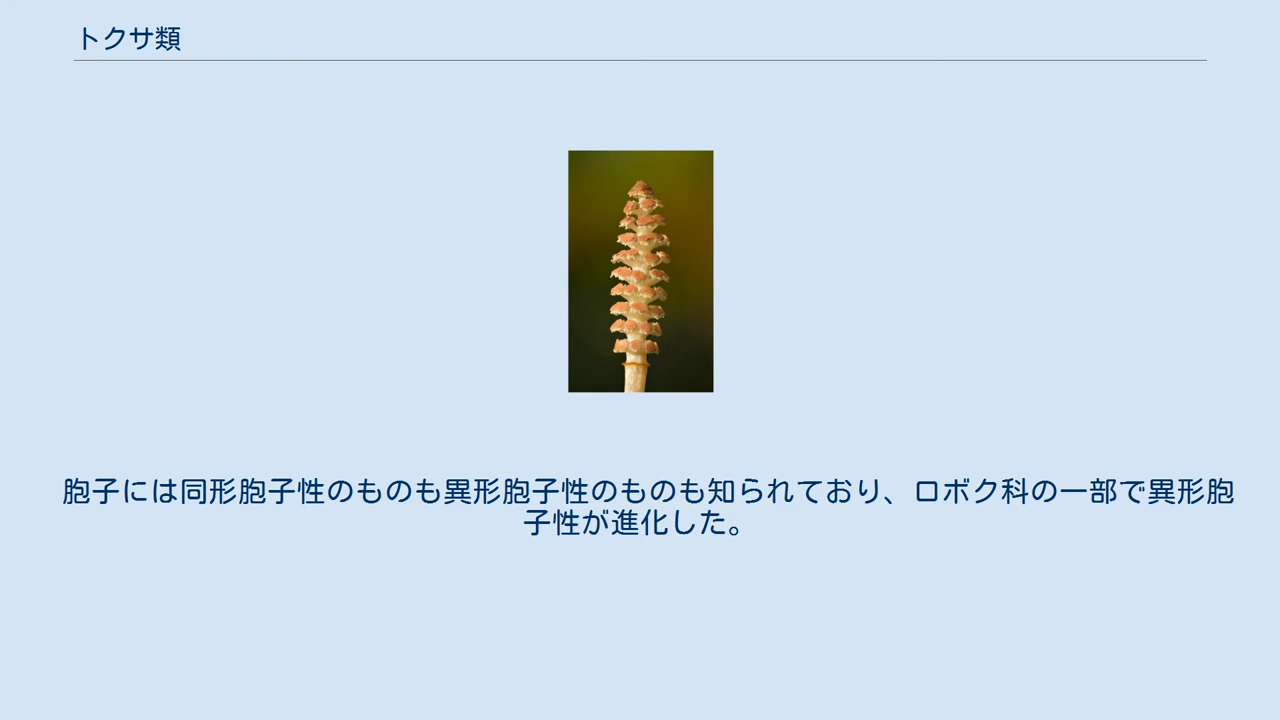 トクサ類
胞子には同形胞子性のものも異形胞子性のものも知られており、ロボク科の一部で異形胞
子性が進化した。